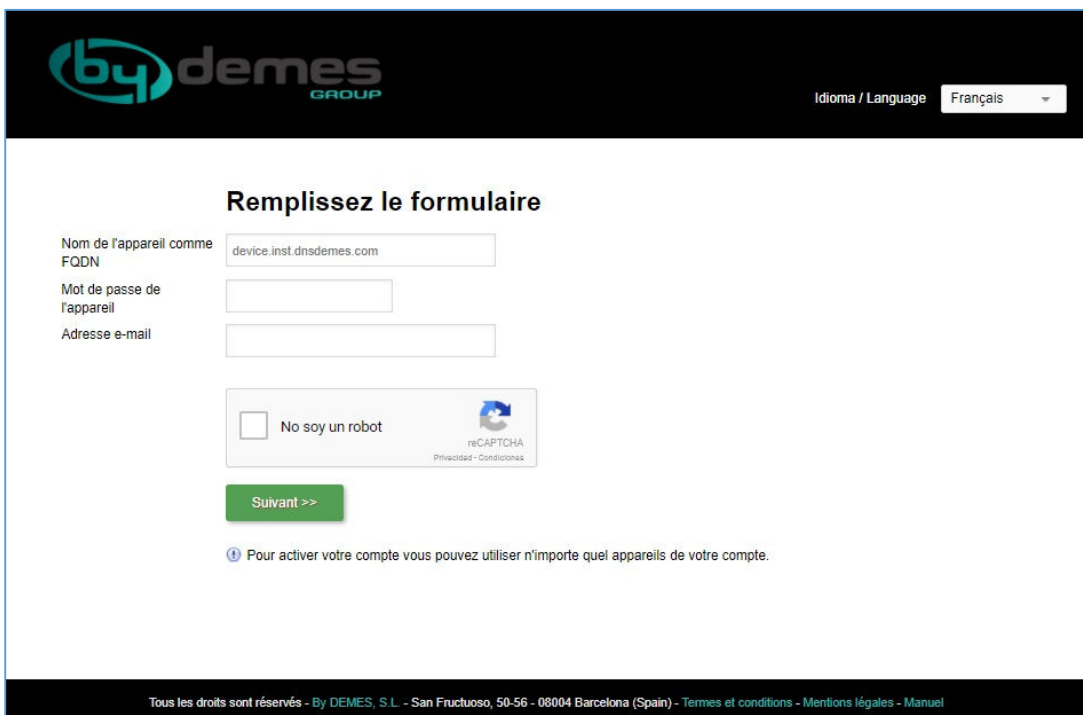 by demes
GROUP
Idioma / Language Français
Remplissez le formulaire
Nom de l'appareil comme
FQDN
device.inst.dnsdemes.com
Mot de passe de
l'appareil
Adresse e-mail
No soy un robot
reCAPTCHA
Privacidad - Condiciones
Suivant >>
Pour activer votre compte vous pouvez utiliser n'importe quel appareils de votre compte.
Tous les droits sont réservés - By DEMES, S.L. - San Fructuoso, 50-56 - 08004 Barcelona (Spain) - Termes et conditions - Mentions légales - Manuel